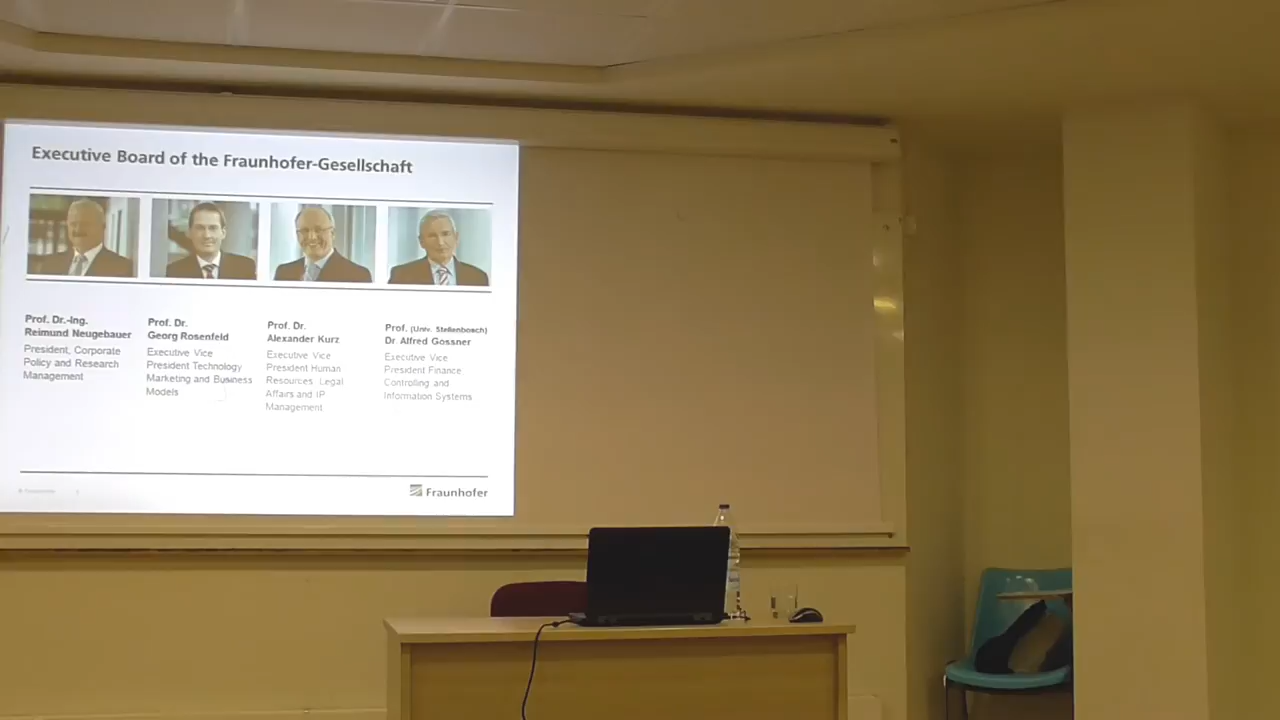 Executive Board of the Fraunhofer-Gesellschaft
Prof. Dr.-Ing.
Reimund Neugebauer
President, Corporate
Policy and Research
Management
Prof. Dr.
Georg Rosenfeld
Executive Vice
President Technology
Marketing and Business
Models
Prof. Dr.
Alexander Kurz
Executive Vice
President Human
Resources, Legal
Affairs and IP
Management
Prof. (Univ. Stellenbosch)
Dr. Alfred Gossner
Executive Vice
President Finance
Controlling and
Information Systems
Fraunhofer